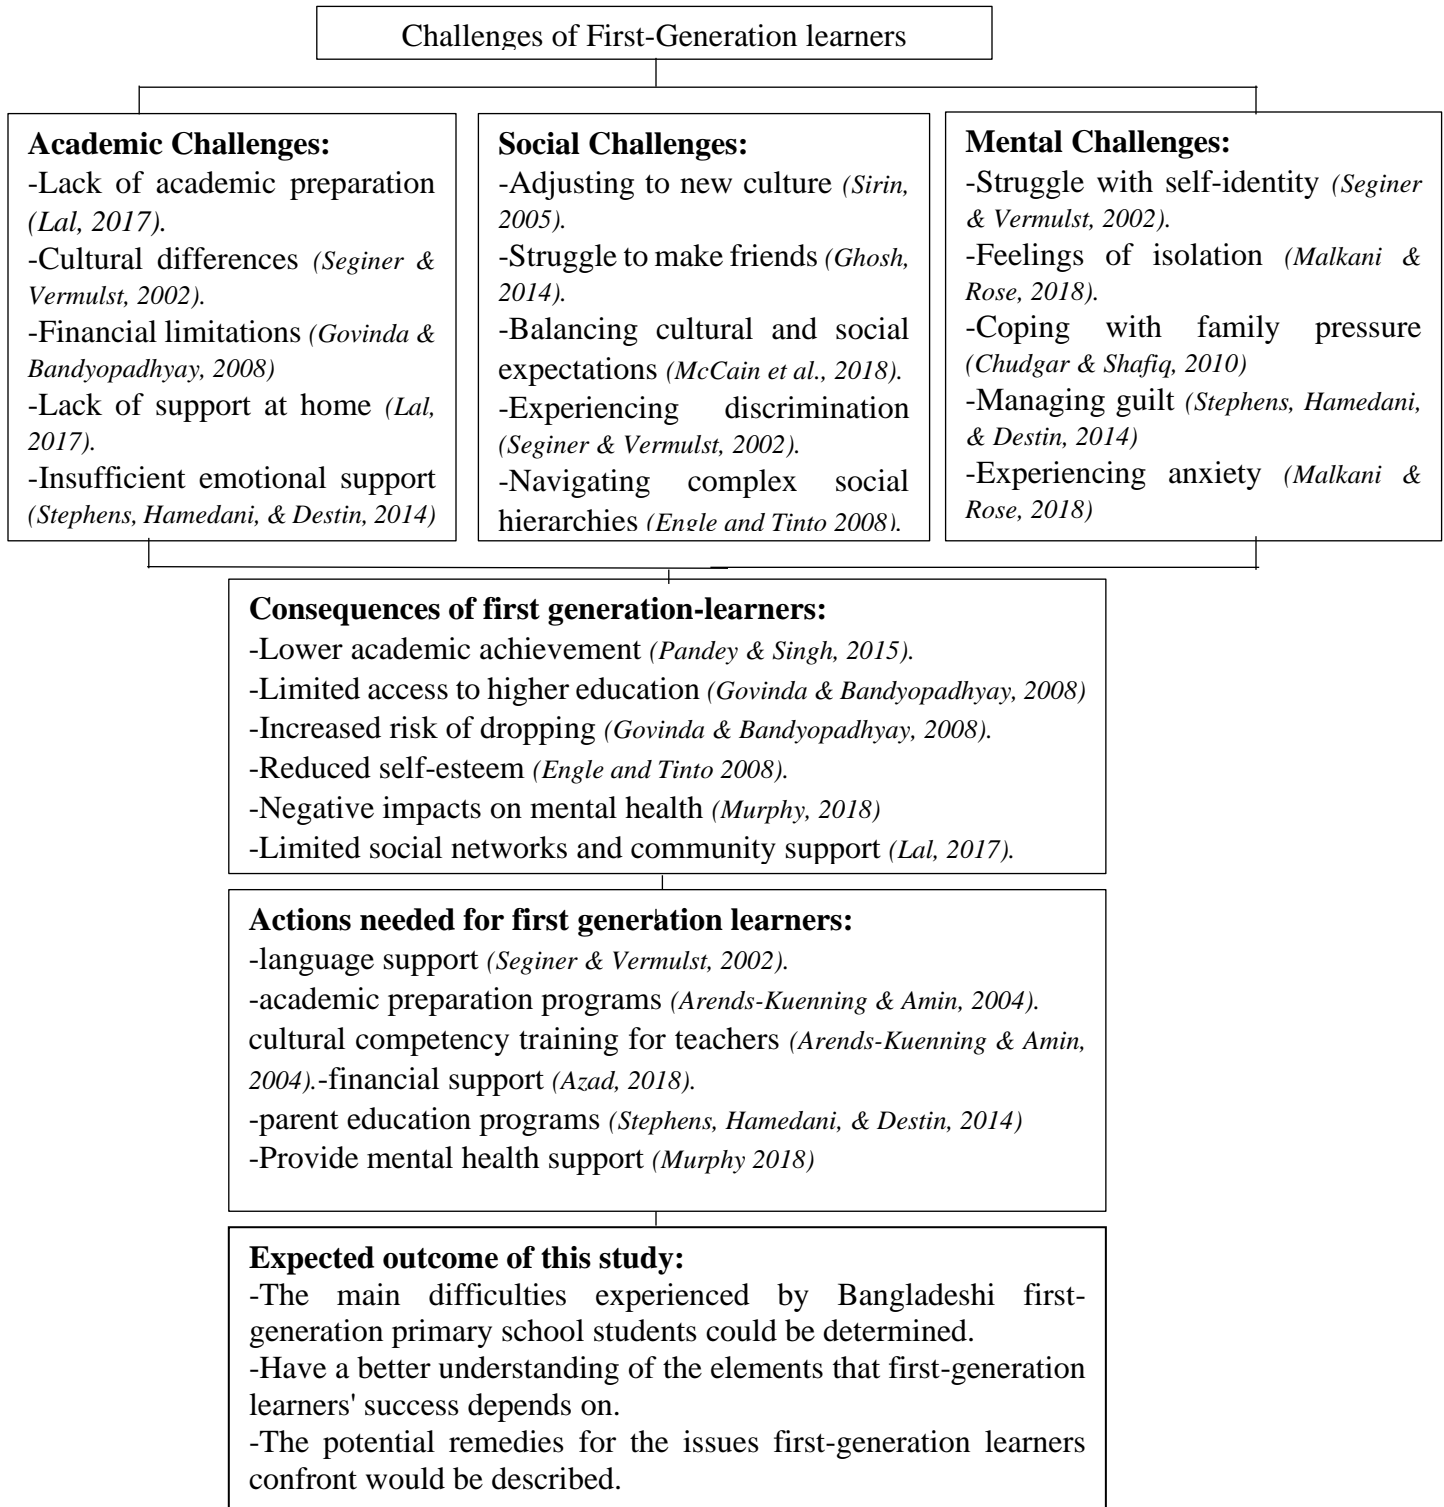 Challenges of First-Generation learners
Academic Challenges:
-Lack of academic preparation
(Lal, 2017).
-Cultural differences (Seginer &
Vermulst, 2002).
-Financial limitations (Govinda &
Bandyopadhyay, 2008)
-Lack of support at home (Lal,
2017).
-Insufficient emotional support
(Stephens, Hamedani, & Destin, 2014)
Social Challenges:
-Adjusting to new culture (Sirin,
2005).
-Struggle to make friends (Ghosh,
2014).
-Balancing cultural and social
expectations (McCain et al., 2018).
-Experiencing discrimination
(Seginer & Vermulst, 2002).
-Navigating complex social
hierarchies (Engle and Tinto 2008).
Mental Challenges:
-Struggle with self-identity (Seginer
& Vermulst, 2002).
-Feelings of isolation (Malkani &
Rose, 2018).
-Coping with family pressure
(Chudgar & Shafiq, 2010)
-Managing guilt (Stephens, Hamedani,
& Destin, 2014)
-Experiencing anxiety (Malkani &
Rose, 2018)
Consequences of first generation-learners:
-Lower academic achievement (Pandey & Singh, 2015).
-Limited access to higher education (Govinda & Bandyopadhyay, 2008)
-Increased risk of dropping (Govinda & Bandyopadhyay, 2008).
-Reduced self-esteem (Engle and Tinto 2008).
-Negative impacts on mental health (Murphy, 2018)
-Limited social networks and community support (Lal, 2017).
Actions needed for first generation learners:
-language support (Seginer & Vermulst, 2002).
-academic preparation programs (Arends-Kuenning & Amin, 2004).
cultural competency training for teachers (Arends-Kuenning & Amin,
2004).-financial support (Azad, 2018).
-parent education programs (Stephens, Hamedani, & Destin, 2014)
-Provide mental health support (Murphy 2018)
Expected outcome of this study:
-The main difficulties experienced by Bangladeshi first-
generation primary school students could be determined.
-Have a better understanding of the elements that first-generation
learners' success depends on.
-The potential remedies for the issues first-generation learners
confront would be described.